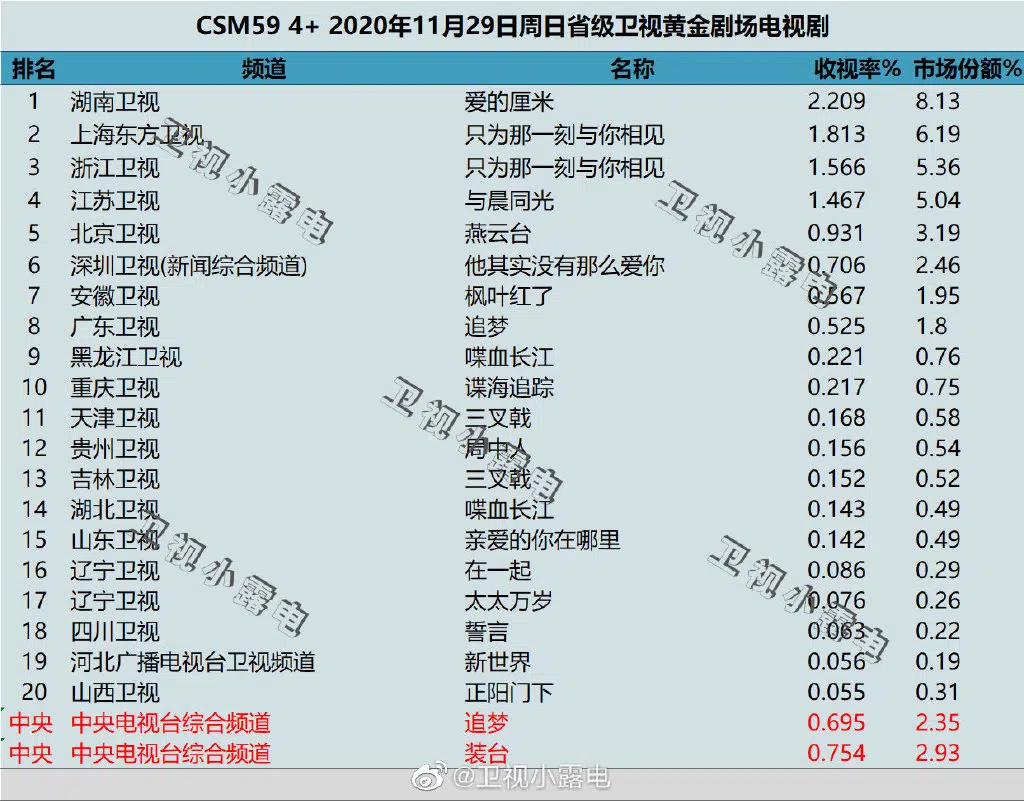 CSM59 4+ 2020年11月29日周日省级卫视黄金剧场电视剧
排名 频道 名称 收视率% 市场份额%
1 湖南卫视 爱的厘米 2.209 8.13
2 上海东方卫视 只为那一刻与你相见 1.813 6.19
3 浙江卫视 只为那一刻与你相见 1.566 5.36
4 江苏卫视 与晨同光 1.467 5.04
5 北京卫视 燕云台 0.931 3.19
6 深圳卫视(新闻综合频道) 他其实没有那么爱你 0.706 2.46
7 安徽卫视 枫叶红了 0.567 1.95
8 广东卫视 追梦 0.525 1.8
9 黑龙江卫视 喋血长江 0.221 0.76
10 重庆卫视 谍海追踪 0.217 0.75
11 天津卫视 三叉戟 0.168 0.58
12 贵州卫视 局中人 0.156 0.54
13 吉林卫视 三叉戟 0.152 0.52
14 湖北卫视 喋血长江 0.143 0.49
15 山东卫视 亲爱的你在哪里 0.142 0.49
16 辽宁卫视 在一起 0.086 0.29
17 辽宁卫视 太太万岁 0.076 0.26
18 四川卫视 誓言 0.063 0.22
19 河北广播电视台卫视频道 新世界 0.056 0.19
20 山西卫视 正阳门下 0.055 0.31
中央 中央电视台综合频道 追梦 0.695 2.35
中央 中央电视台综合频道 装台 0.754 2.93
@卫视小露电
卫视小露电
卫视小露电
卫视小露电
卫视小露电
卫视小露电